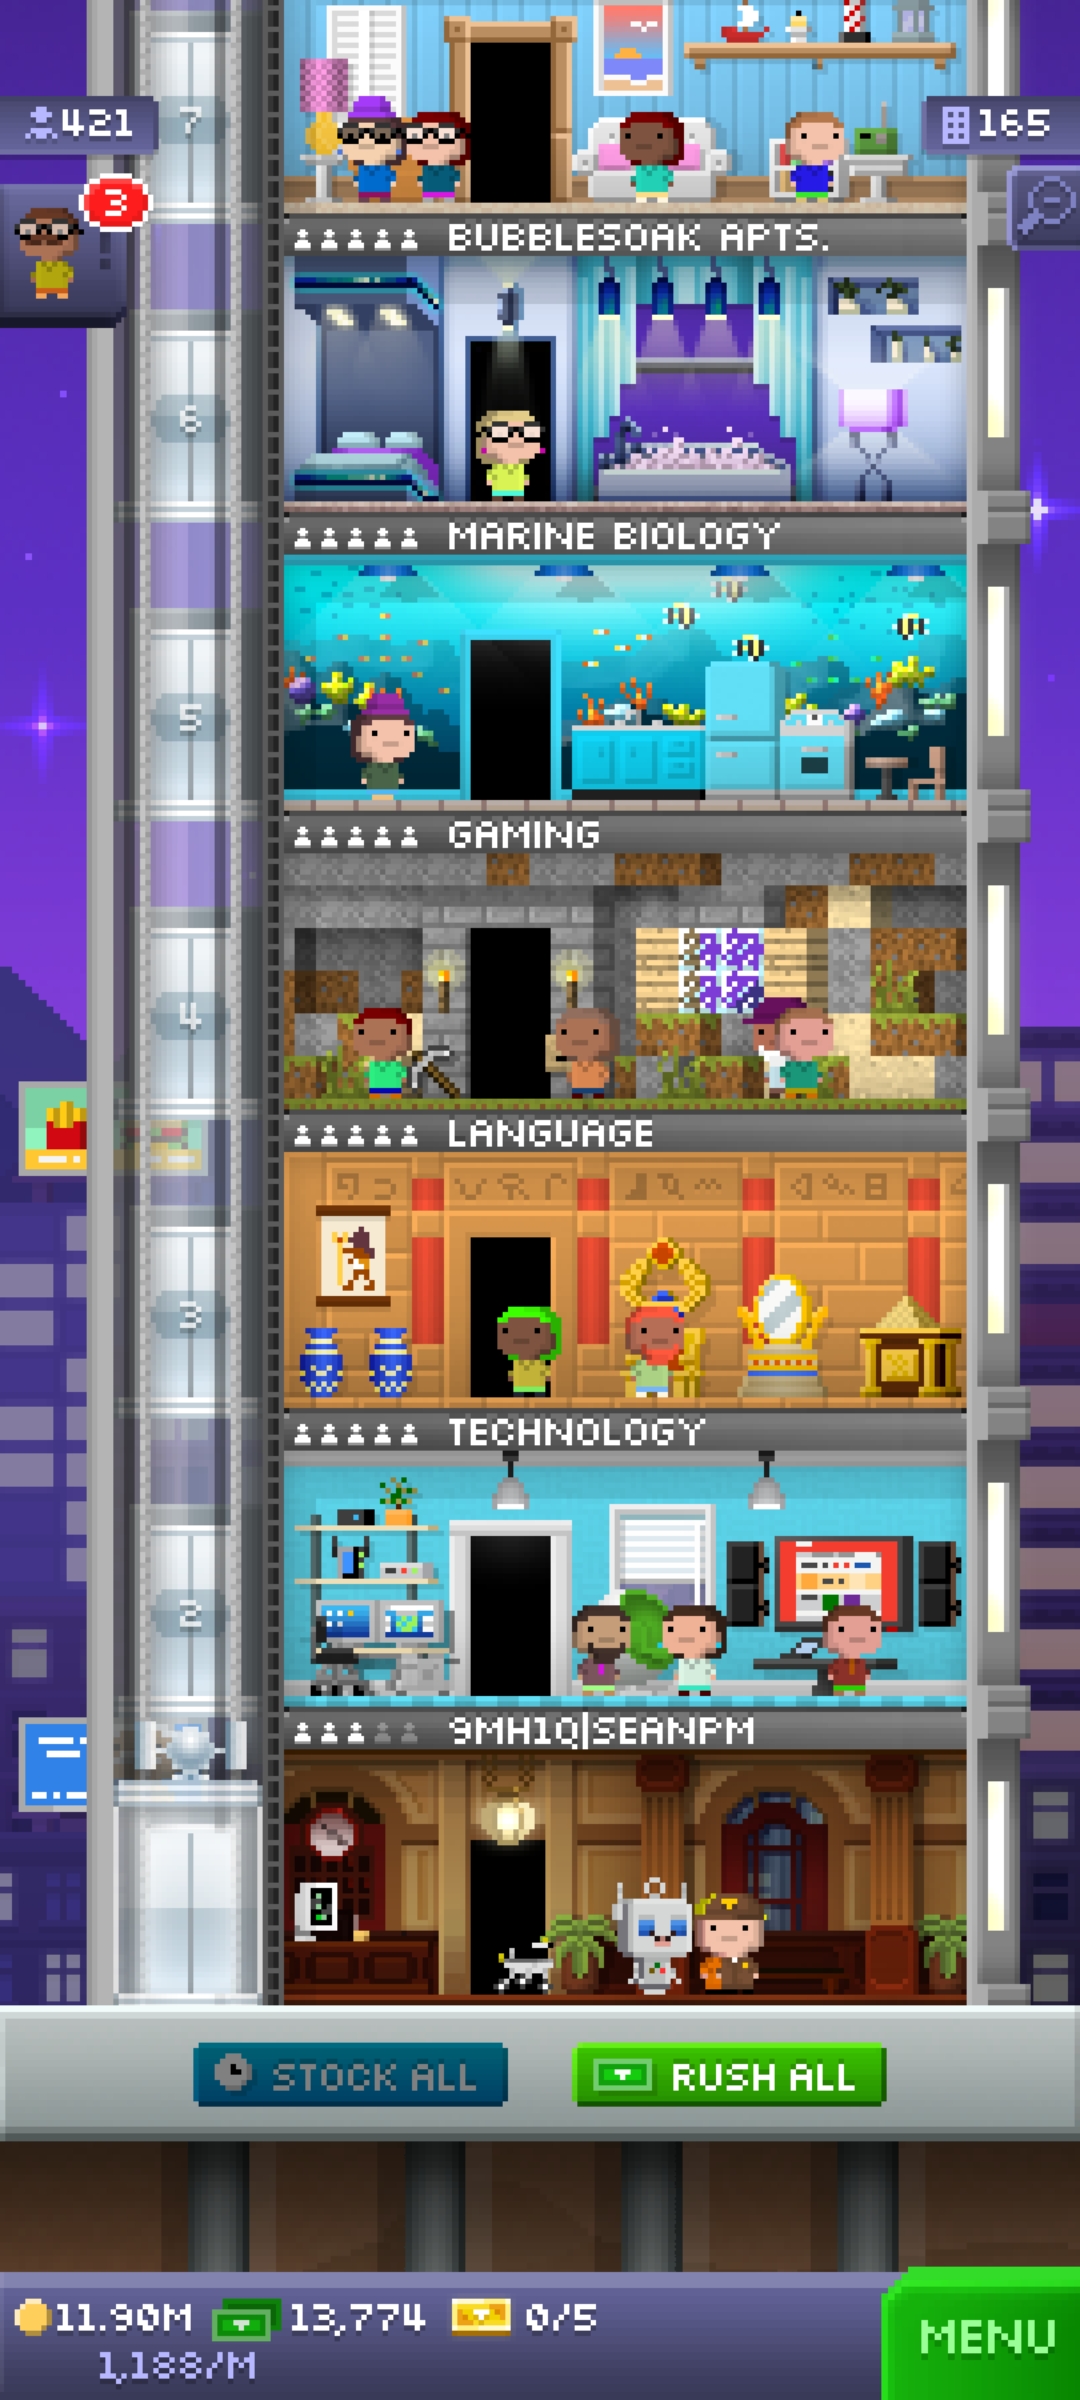 421
7
165
3
BUBBLESOAK APTS.
6
MARINE BIOLOGY
5
GAMING
4
LANGUAGE
3
TECHNOLOGY
2
9MH1Q|SEANPM
STOCK ALL
RUSH ALL
11.90M
13,774
0/5
MENU
1,188/M